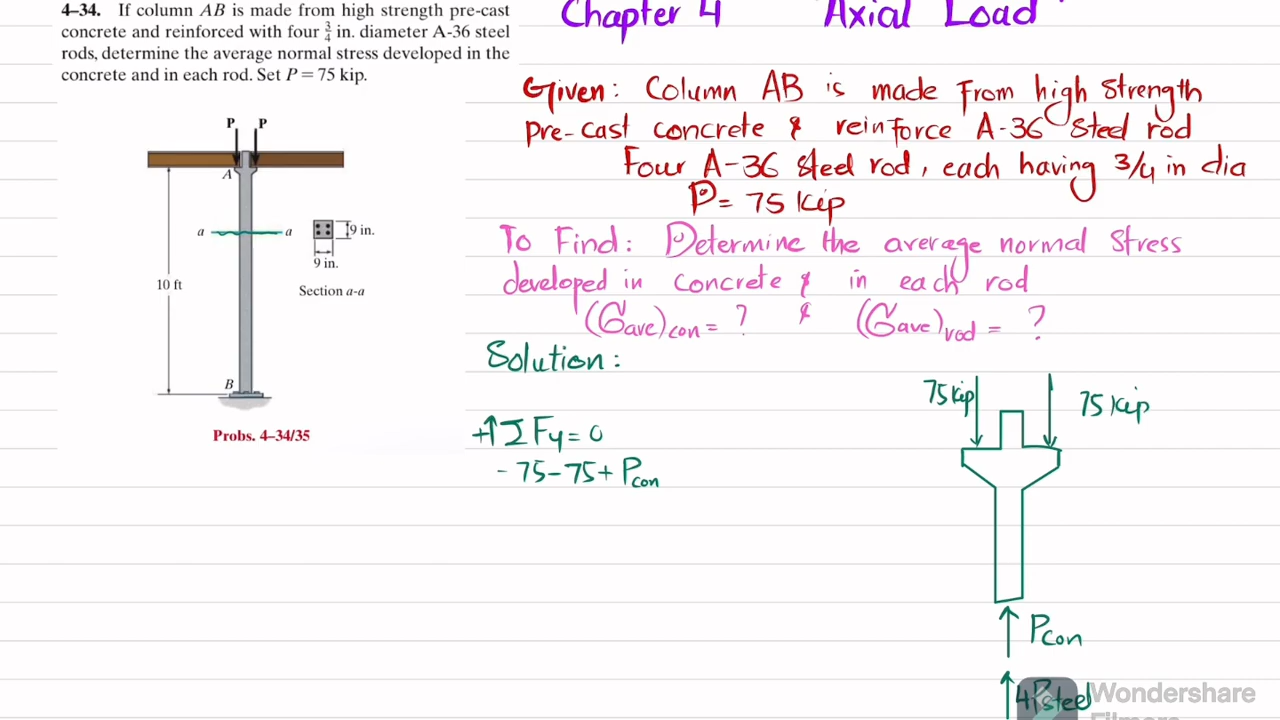 4–34. If column AB is made from high strength pre-cast
concrete and reinforced with four 3/4 in. diameter A-36 steel
rods, determine the average normal stress developed in the
concrete and in each rod. Set P = 75 kip.
P P
A
a a
9 in.
9 in.
10 ft
Section a-a
B
Probs. 4–34/35
Chapter 4 Axial Load
Given: Column AB is made from high strength
pre-cast concrete & reinforce A-36 steel rod
Four A-36 steel rod, each having 3/4 in dia
P = 75 kip
To Find: Determine the average normal stress
developed in concrete & in each rod
(σave)con = ? & (σave)rod = ?
Solution:
+↑ΣFy = 0
- 75 - 75 + Pcon
75 kip 75 kip
Pcon
4Psteel
Wondershare